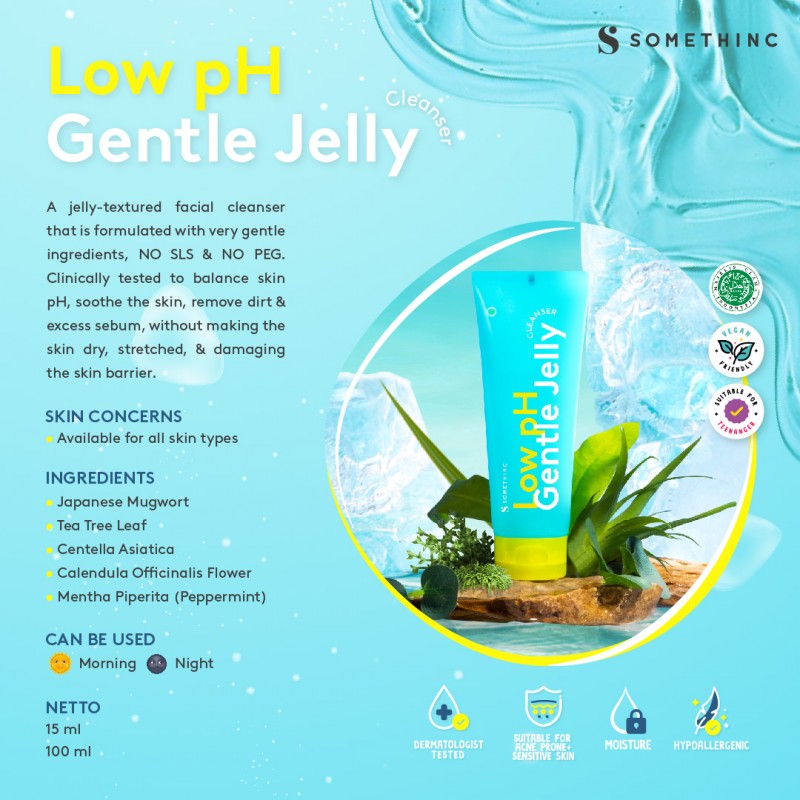 SOMETHINC
Low pH
Gentle Jelly
Cleanser
A jelly-textured facial cleanser
that is formulated with very gentle
ingredients, NO SLS & NO PEG.
Clinically tested to balance skin
pH, soothe the skin, remove dirt &
excess sebum, without making the
skin dry, stretched, & damaging
the skin barrier.
SKIN CONCERNS
Available for all skin types
INGREDIENTS
Japanese Mugwort
Tea Tree Leaf
Centella Asiatica
Calendula Officinalis Flower
Mentha Piperita (Peppermint)
CAN BE USED
Morning Night
NETTO
15 ml
100 ml
CLEANSER
Low pH
Gentle Jelly
SOMETHINC
VEGAN
FRIENDLY
SUITABLE FOR
TEENANGER
DERMATOLOGIST
TESTED
SUITABLE FOR
ACNE PRONE+
SENSITIVE SKIN
MOISTURE
HYPOALLERGENIC